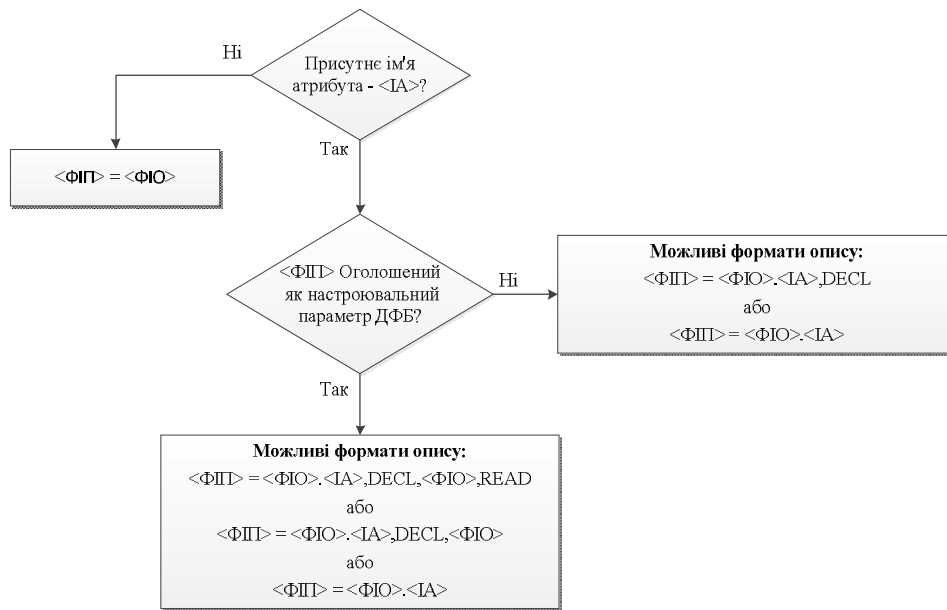 Ні
Присутнє ім'я
атрибута - <ІА>?
Так
<ФІП> = <ФІО>
<ФІП> Оголошений
як настроювальний
параметр ДФБ?
Ні
Можливі формати опису:
<ФІП> = <ФІО>.<ІА>,DECL
або
<ФІП> = <ФІО>.<ІА>
Так
Можливі формати опису:
<ФІП> = <ФІО>.<ІА>,DECL,<ФІО>,READ
або
<ФІП> = <ФІО>.<ІА>,DECL,<ФІО>
або
<ФІП> = <ФІО>.<ІА>